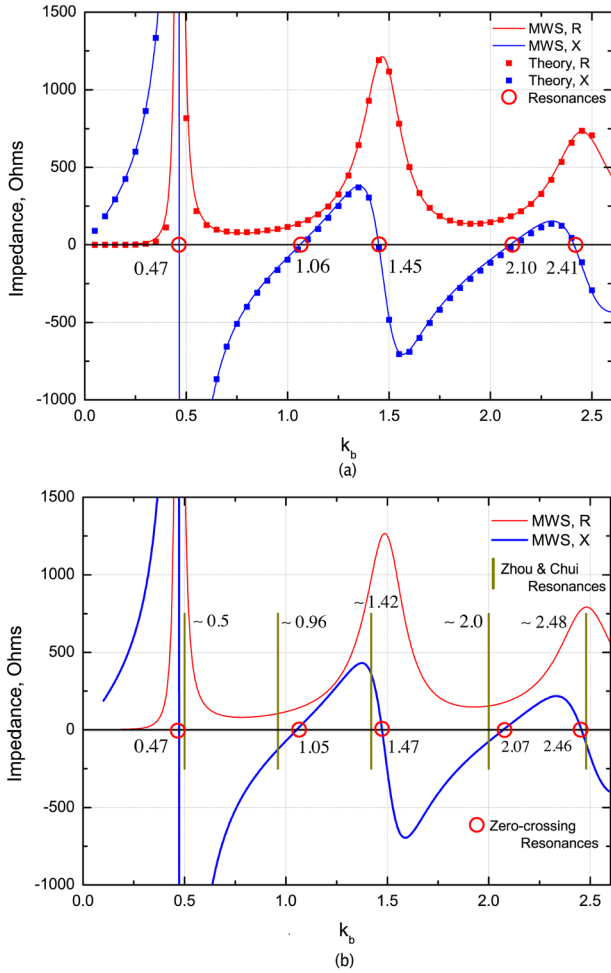 1500
1000
500
0
-500
-1000
Impedance, Ohms
MWS, R
MWS, X
Theory, R
Theory, X
Resonances
0.47
1.06
1.45
2.10
2.41
0.0
0.5
1.0
1.5
2.0
2.5
k_b
(a)
1500
1000
500
0
-500
-1000
Impedance, Ohms
MWS, R
MWS, X
Zhou & Chui
Resonances
~ 0.5
~ 0.96
~ 1.42
~ 2.0
~ 2.48
0.47
1.05
1.47
2.07
2.46
Zero-crossing
Resonances
0.0
0.5
1.0
1.5
2.0
2.5
k_b
(b)